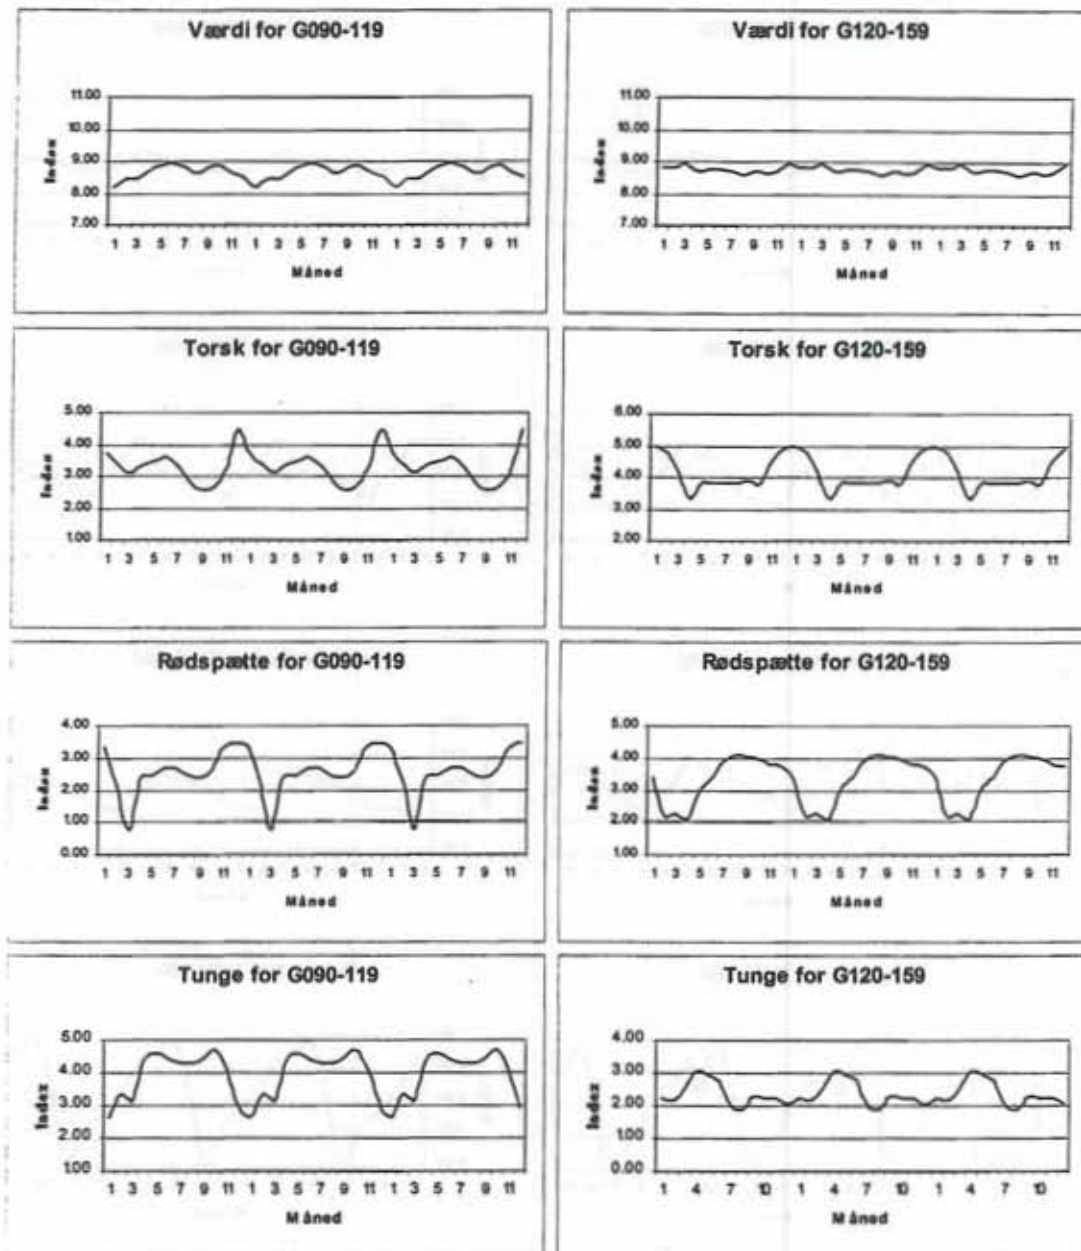 Værdi for G090-119
11.00
10.00
9.00
8.00
7.00
Index
1 3 5 7 9 11 1 3 5 7 9 11 1 3 5 7 9 11
Måned
Værdi for G120-159
11.00
10.00
9.00
8.00
7.00
Index
1 3 5 7 9 11 1 3 5 7 9 11 1 3 5 7 9 11
Måned
Torsk for G090-119
5.00
4.00
3.00
2.00
1.00
Index
1 3 5 7 9 11 1 3 5 7 9 11 1 3 5 7 9 11
Måned
Torsk for G120-159
6.00
5.00
4.00
3.00
2.00
Index
1 3 5 7 9 11 1 3 5 7 9 11 1 3 5 7 9 11
Måned
Rødspætte for G090-119
4.00
3.00
2.00
1.00
0.00
Index
1 3 5 7 9 11 1 3 5 7 9 11 1 3 5 7 9 11
Måned
Rødspætte for G120-159
5.00
4.00
3.00
2.00
1.00
Index
1 3 5 7 9 11 1 3 5 7 9 11 1 3 5 7 9 11
Måned
Tunge for G090-119
5.00
4.00
3.00
2.00
1.00
Index
1 3 5 7 9 11 1 3 5 7 9 11 1 3 5 7 9 11
Måned
Tunge for G120-159
4.00
3.00
2.00
1.00
0.00
Index
1 4 7 10 1 4 7 10 1 4 7 10
Måned